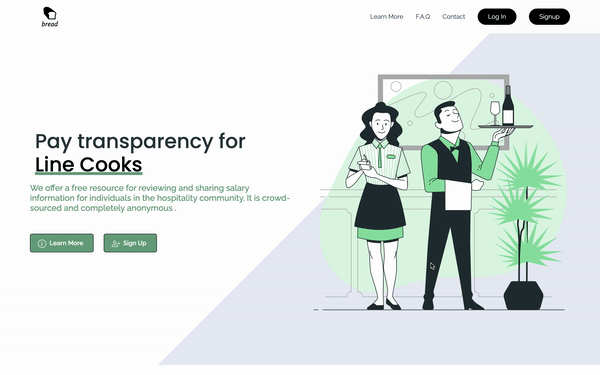 bread
Learn More
F.A.Q
Contact
Log In
Signup
Pay transparency for
Line Cooks
We offer a free resource for reviewing and sharing salary
information for individuals in the hospitality community. It is crowd-
sourced and completely anonymous .
Learn More
Sign Up